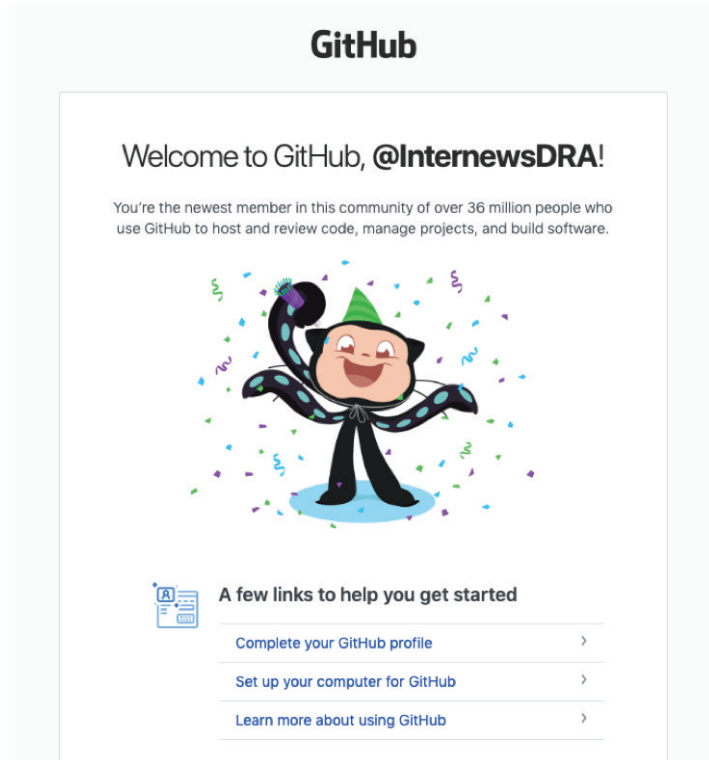 GitHub
Welcome to GitHub, @InternewsDRA!
You're the newest member in this community of over 36 million people who
use GitHub to host and review code, manage projects, and build software.
A few links to help you get started
Complete your GitHub profile
Set up your computer for GitHub
Learn more about using GitHub